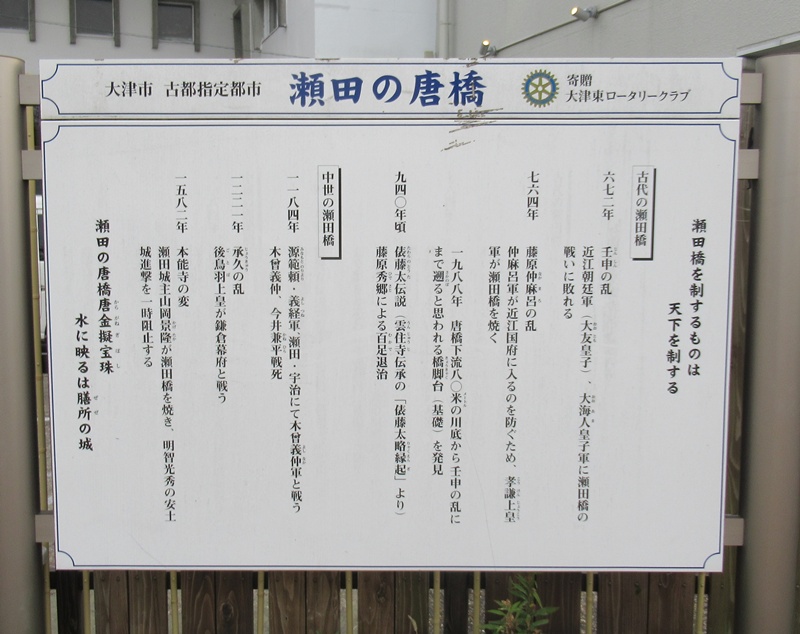 大津市 古都指定都市
瀬田の唐橋
寄贈
大津東ロータリークラブ
瀬田橋を制するものは
天下を制する
古代の瀬田橋
六七二年 壬申の乱
近江朝廷軍（大友皇子）、大海人皇子軍に瀬田橋の
戦いに敗れる
七六四年 藤原仲麻呂の乱
仲麻呂軍が近江国府に入るのを防ぐため、孝謙上皇
軍が瀬田橋を焼く
一九八八年 唐橋下流八〇米の川底から壬申の乱に
まで遡ると思われる橋脚台（基礎）を発見
九四〇年頃 俵藤太伝説（雲住寺伝承の「俵藤太略縁起」より）
藤原秀郷による百足退治
中世の瀬田橋
一一八四年 源範頼・義経軍・瀬田・宇治にて木曾義仲軍と戦う
木曾義仲、今井兼平戦死
一二二一年 承久の乱
後鳥羽上皇が鎌倉幕府と戦う
一五八二年 本能寺の変
瀬田城主山岡景隆が瀬田橋を焼き、明智光秀の安土
城進撃を一時阻止する
瀬田の唐橋唐金擬宝珠
水に映るは膳所の城